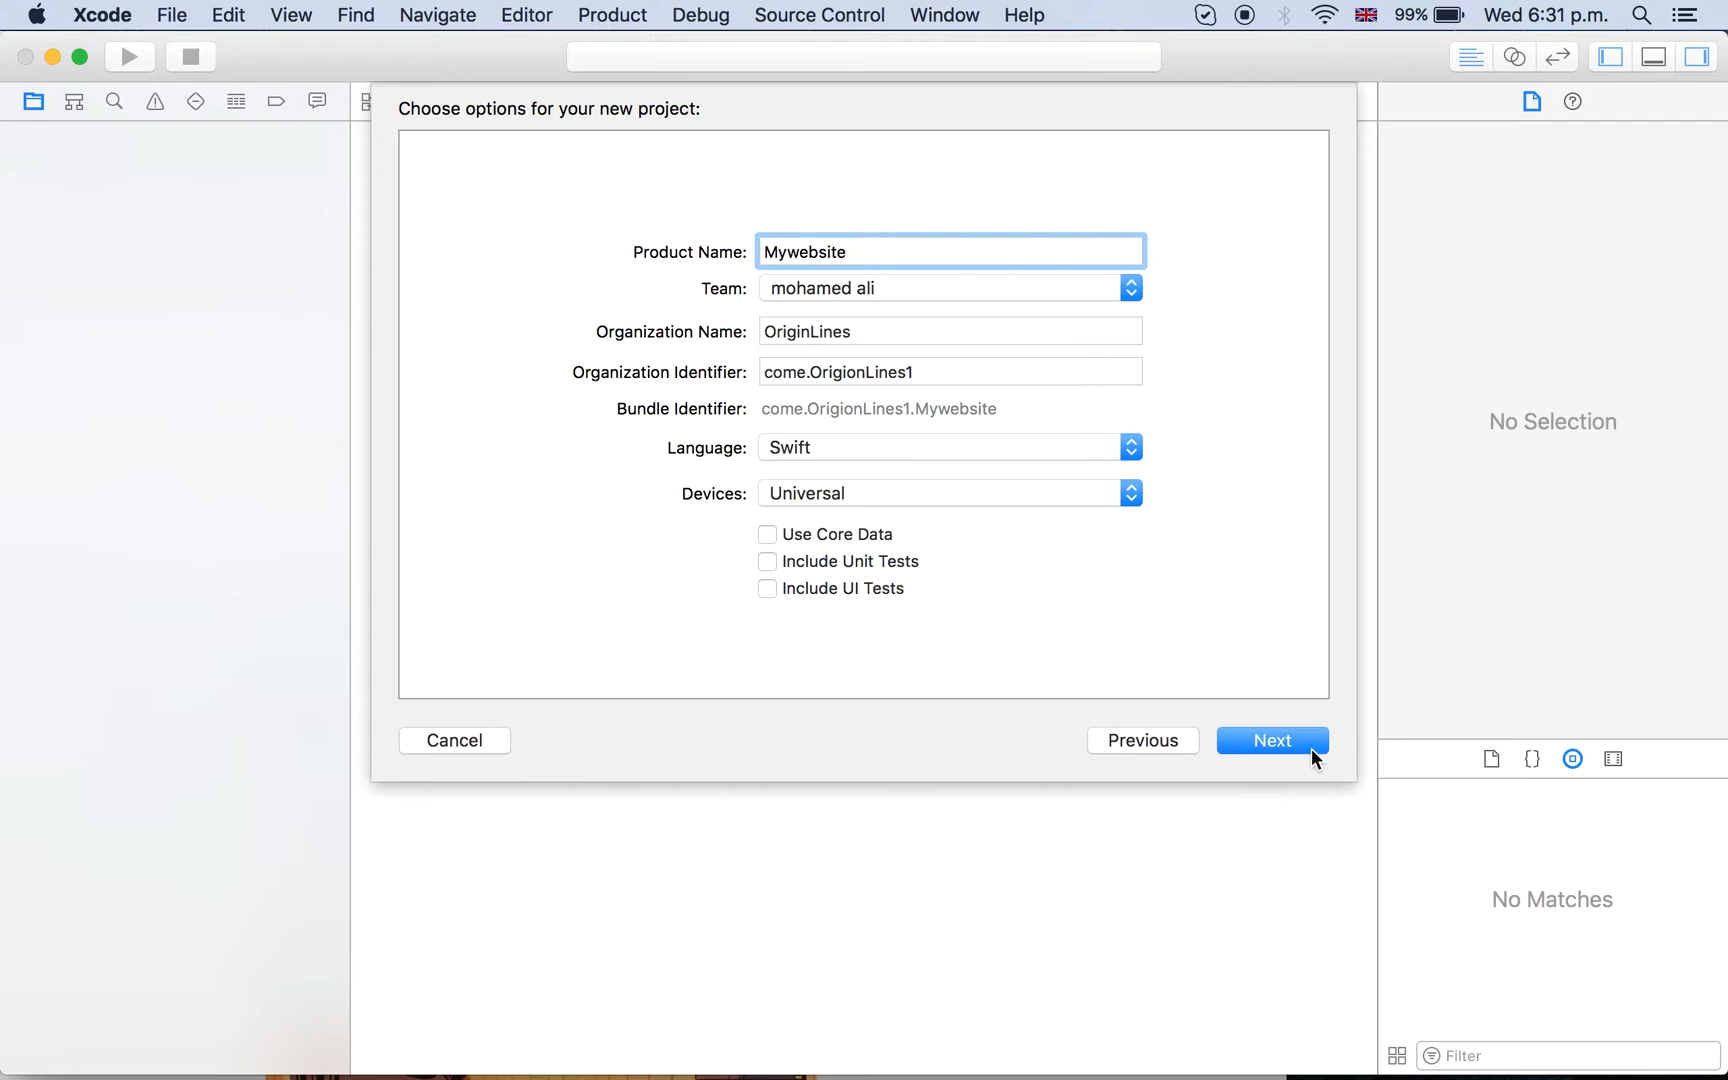 Xcode File Edit View Find Navigate Editor Product Debug Source Control Window Help 99% Wed 6:31 p.m.
Choose options for your new project:
Product Name: Mywebsite
Team: mohamed ali
Organization Name: OriginLines
Organization Identifier: come.OrigionLines1
Bundle Identifier: come.OrigionLines1.Mywebsite
Language: Swift
Devices: Universal
Use Core Data
Include Unit Tests
Include UI Tests
Cancel Previous Next
No Selection
{}
No Matches
Filter